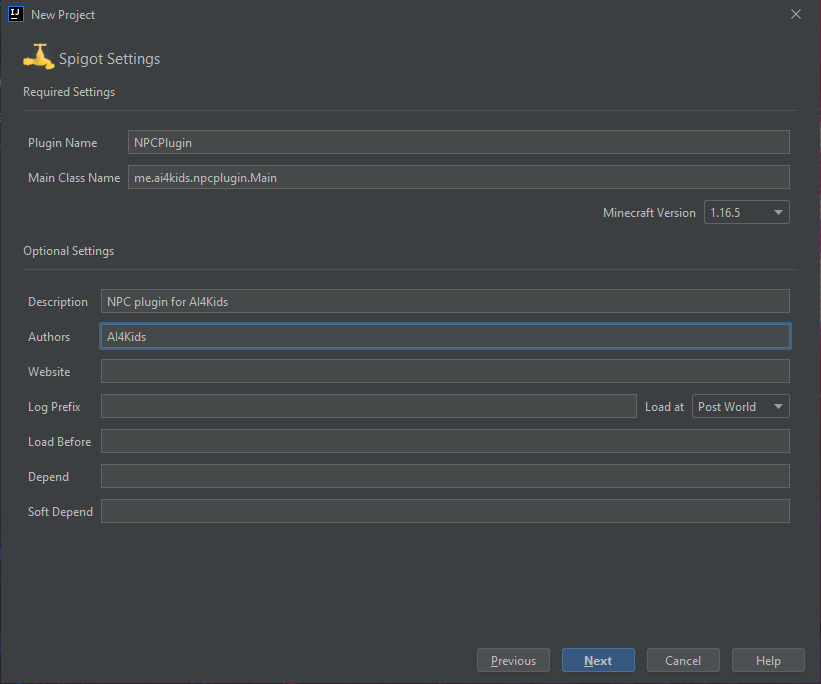 New Project
Spigot Settings
Required Settings
Plugin Name NPCPlugin
Main Class Name me.ai4kids.npcplugin.Main
Minecraft Version 1.16.5
Optional Settings
Description NPC plugin for AI4Kids
Authors AI4Kids
Website
Log Prefix Load at Post World
Load Before
Depend
Soft Depend
Previous Next Cancel Help